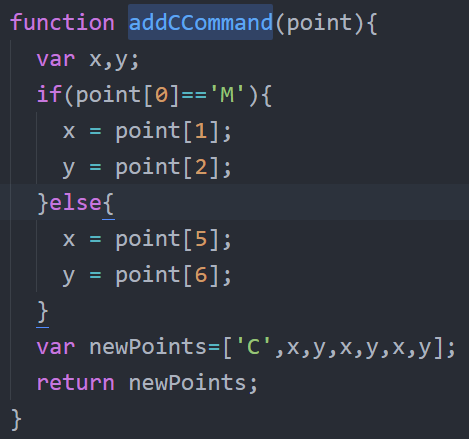 function addCCommand(point){
  var x,y;
  if(point[0]=='M'){
    x = point[1];
    y = point[2];
  }else{
    x = point[5];
    y = point[6];
  }
  var newPoints=['C',x,y,x,y,x,y];
  return newPoints;
}